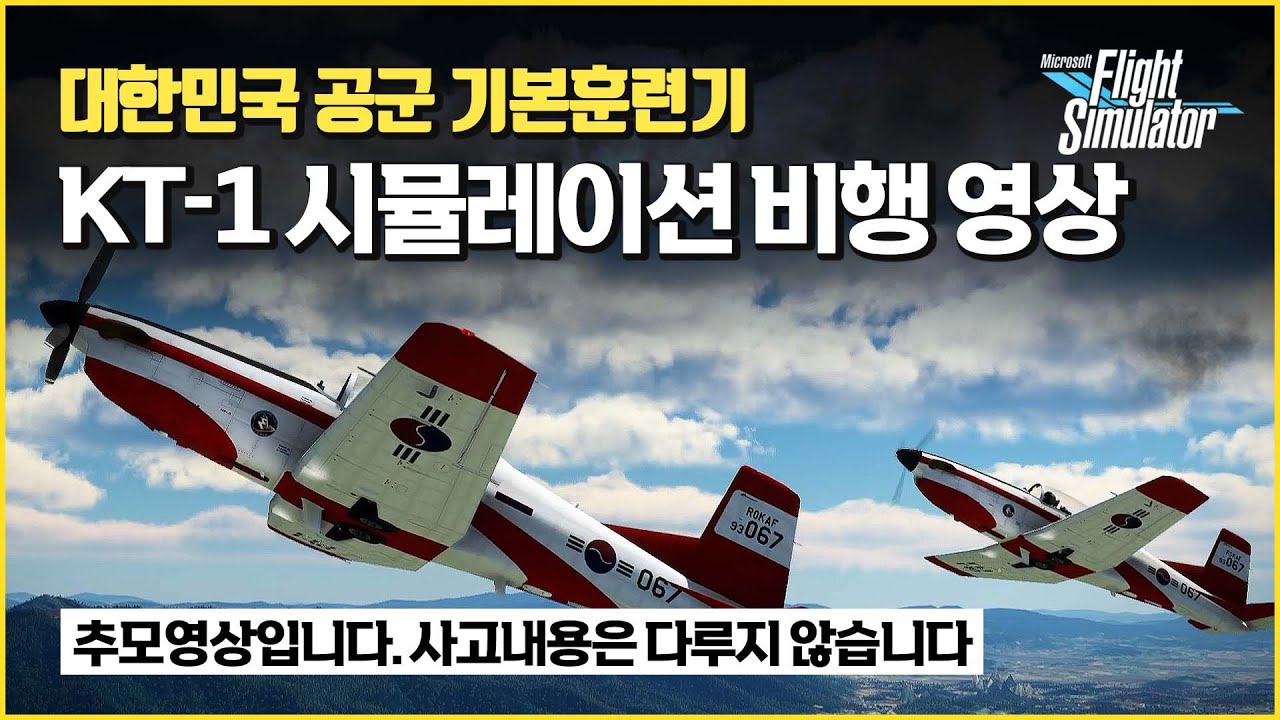 대한민국 공군 기본훈련기
KT-1 시뮬레이션 비행 영상
Microsoft
Flight
Simulator
ROKAF
93067
067
ROKAF
93067
067
추모영상입니다. 사고내용은 다루지 않습니다